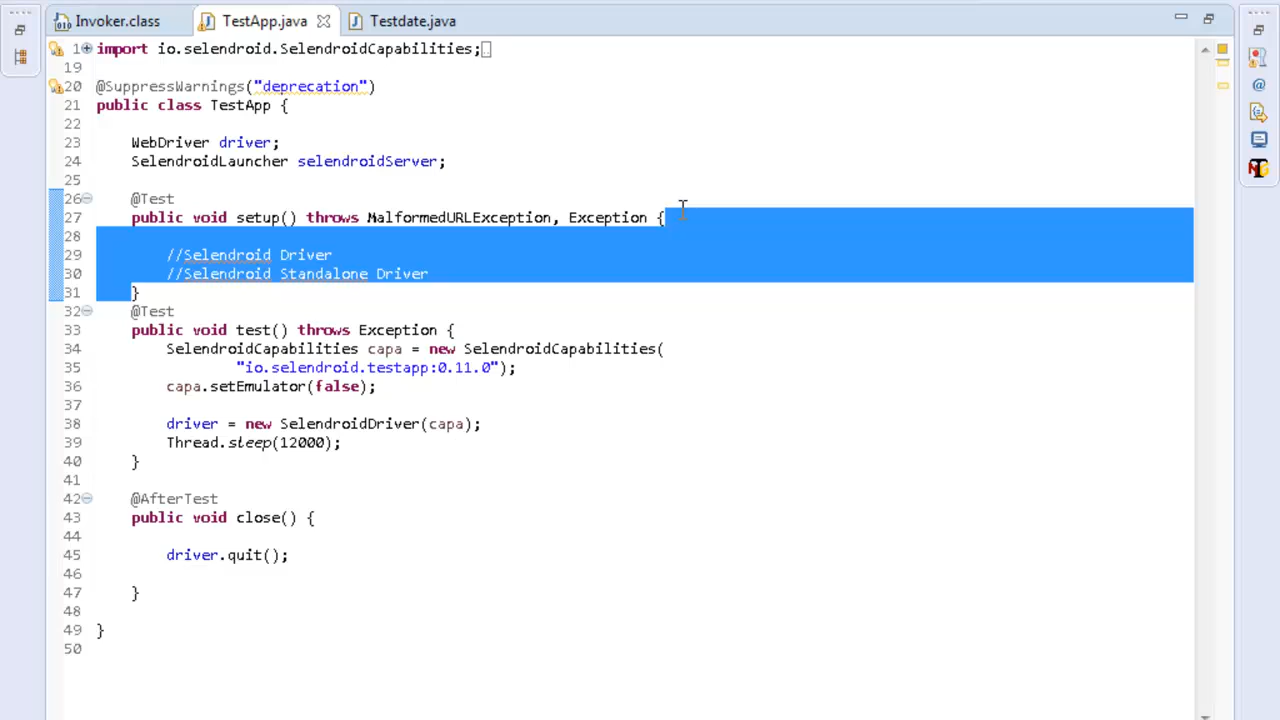 Invoker.class TestApp.java Testdate.java
1 import io.selendroid.SelendroidCapabilities;
19
20 @SuppressWarnings("deprecation")
21 public class TestApp {
22
23 WebDriver driver;
24 SelendroidLauncher selendroidServer;
25
26 @Test
27 public void setup() throws MalformedURLException, Exception {
28
29 //Selendroid Driver
30 //Selendroid Standalone Driver
31 }
32 @Test
33 public void test() throws Exception {
34 SelendroidCapabilities capa = new SelendroidCapabilities(
35 "io.selendroid.testapp:0.11.0");
36 capa.setEmulator(false);
37
38 driver = new SelendroidDriver(capa);
39 Thread.sleep(12000);
40 }
41
42 @AfterTest
43 public void close() {
44
45 driver.quit();
46
47 }
48
49 }
50